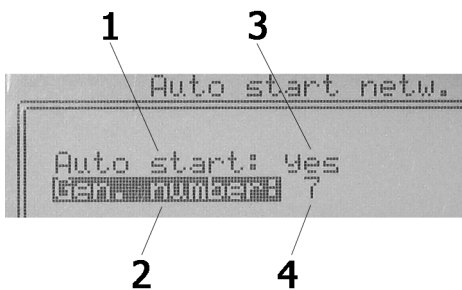 1 3
Auto start netw.
Auto start: yes
Gen. number: 7
2 4